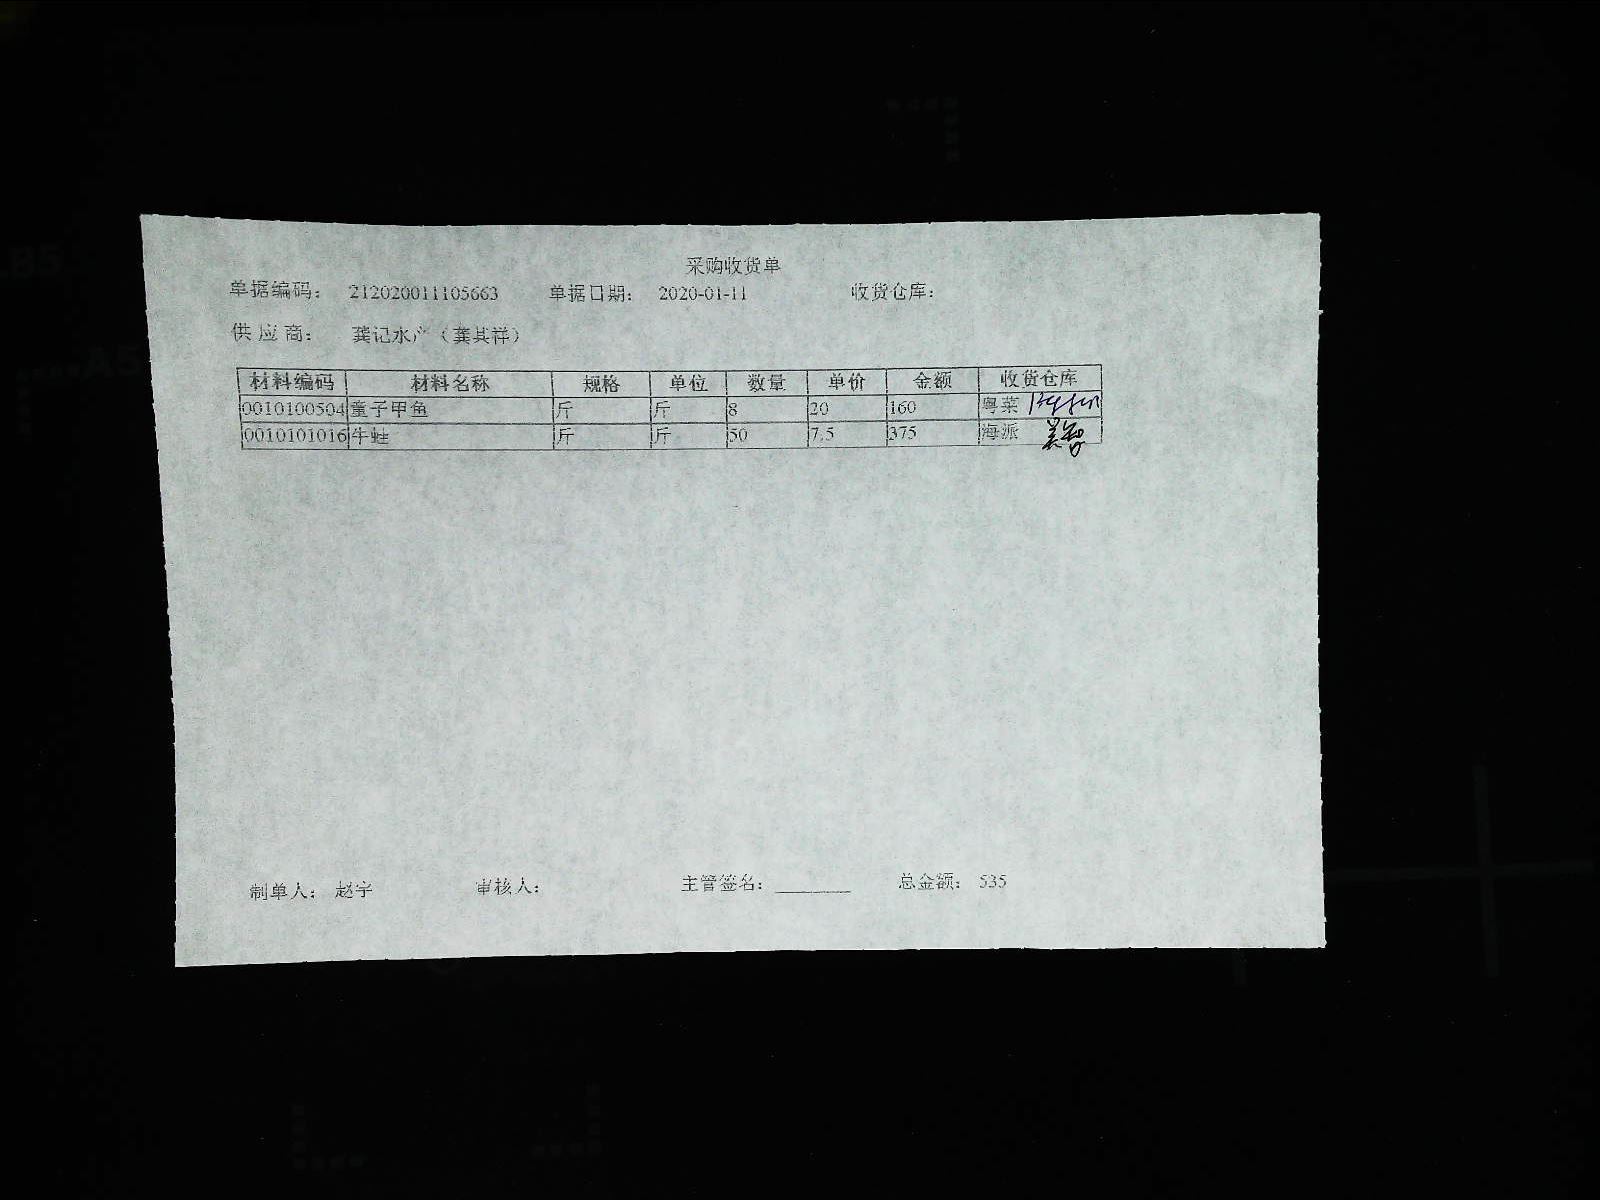 采购收货单
单据编码： 212020011105663 单据日期： 2020-01-11 收货仓库：
供应商： 龚记水产（龚其祥）
材料编码 材料名称 规格 单位 数量 单价 金额 收货仓库
0010100504 童子甲鱼 斤 斤 8 20 160 粤菜
0010101016 牛蛙 斤 斤 50 7.5 375 海派
制单人： 赵宇 审核人： 主管签名： 总金额： 535